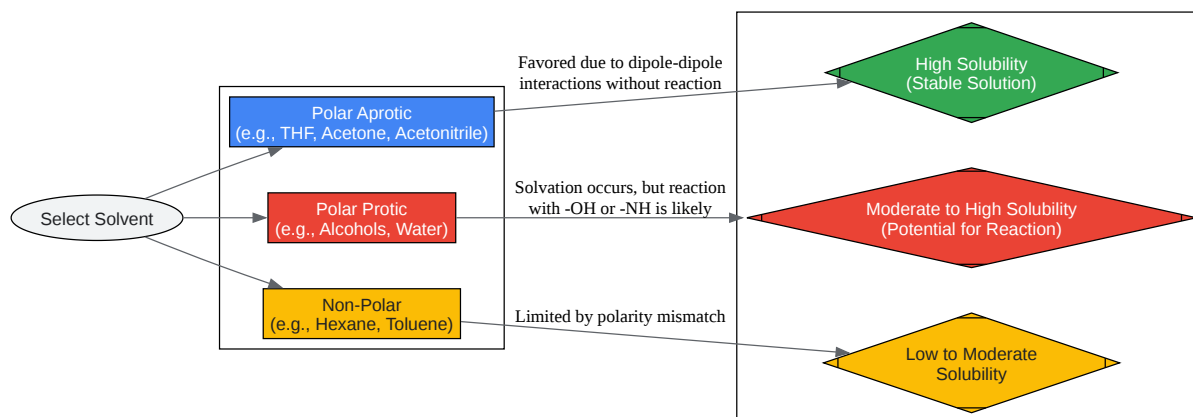 Select Solvent
Polar Aprotic
(e.g., THF, Acetone, Acetonitrile)
Polar Protic
(e.g., Alcohols, Water)
Non-Polar
(e.g., Hexane, Toluene)
Favored due to dipole-dipole
interactions without reaction
Solvation occurs, but reaction
with -OH or -NH is likely
Limited by polarity mismatch
High Solubility
(Stable Solution)
Moderate to High Solubility
(Potential for Reaction)
Low to Moderate
Solubility